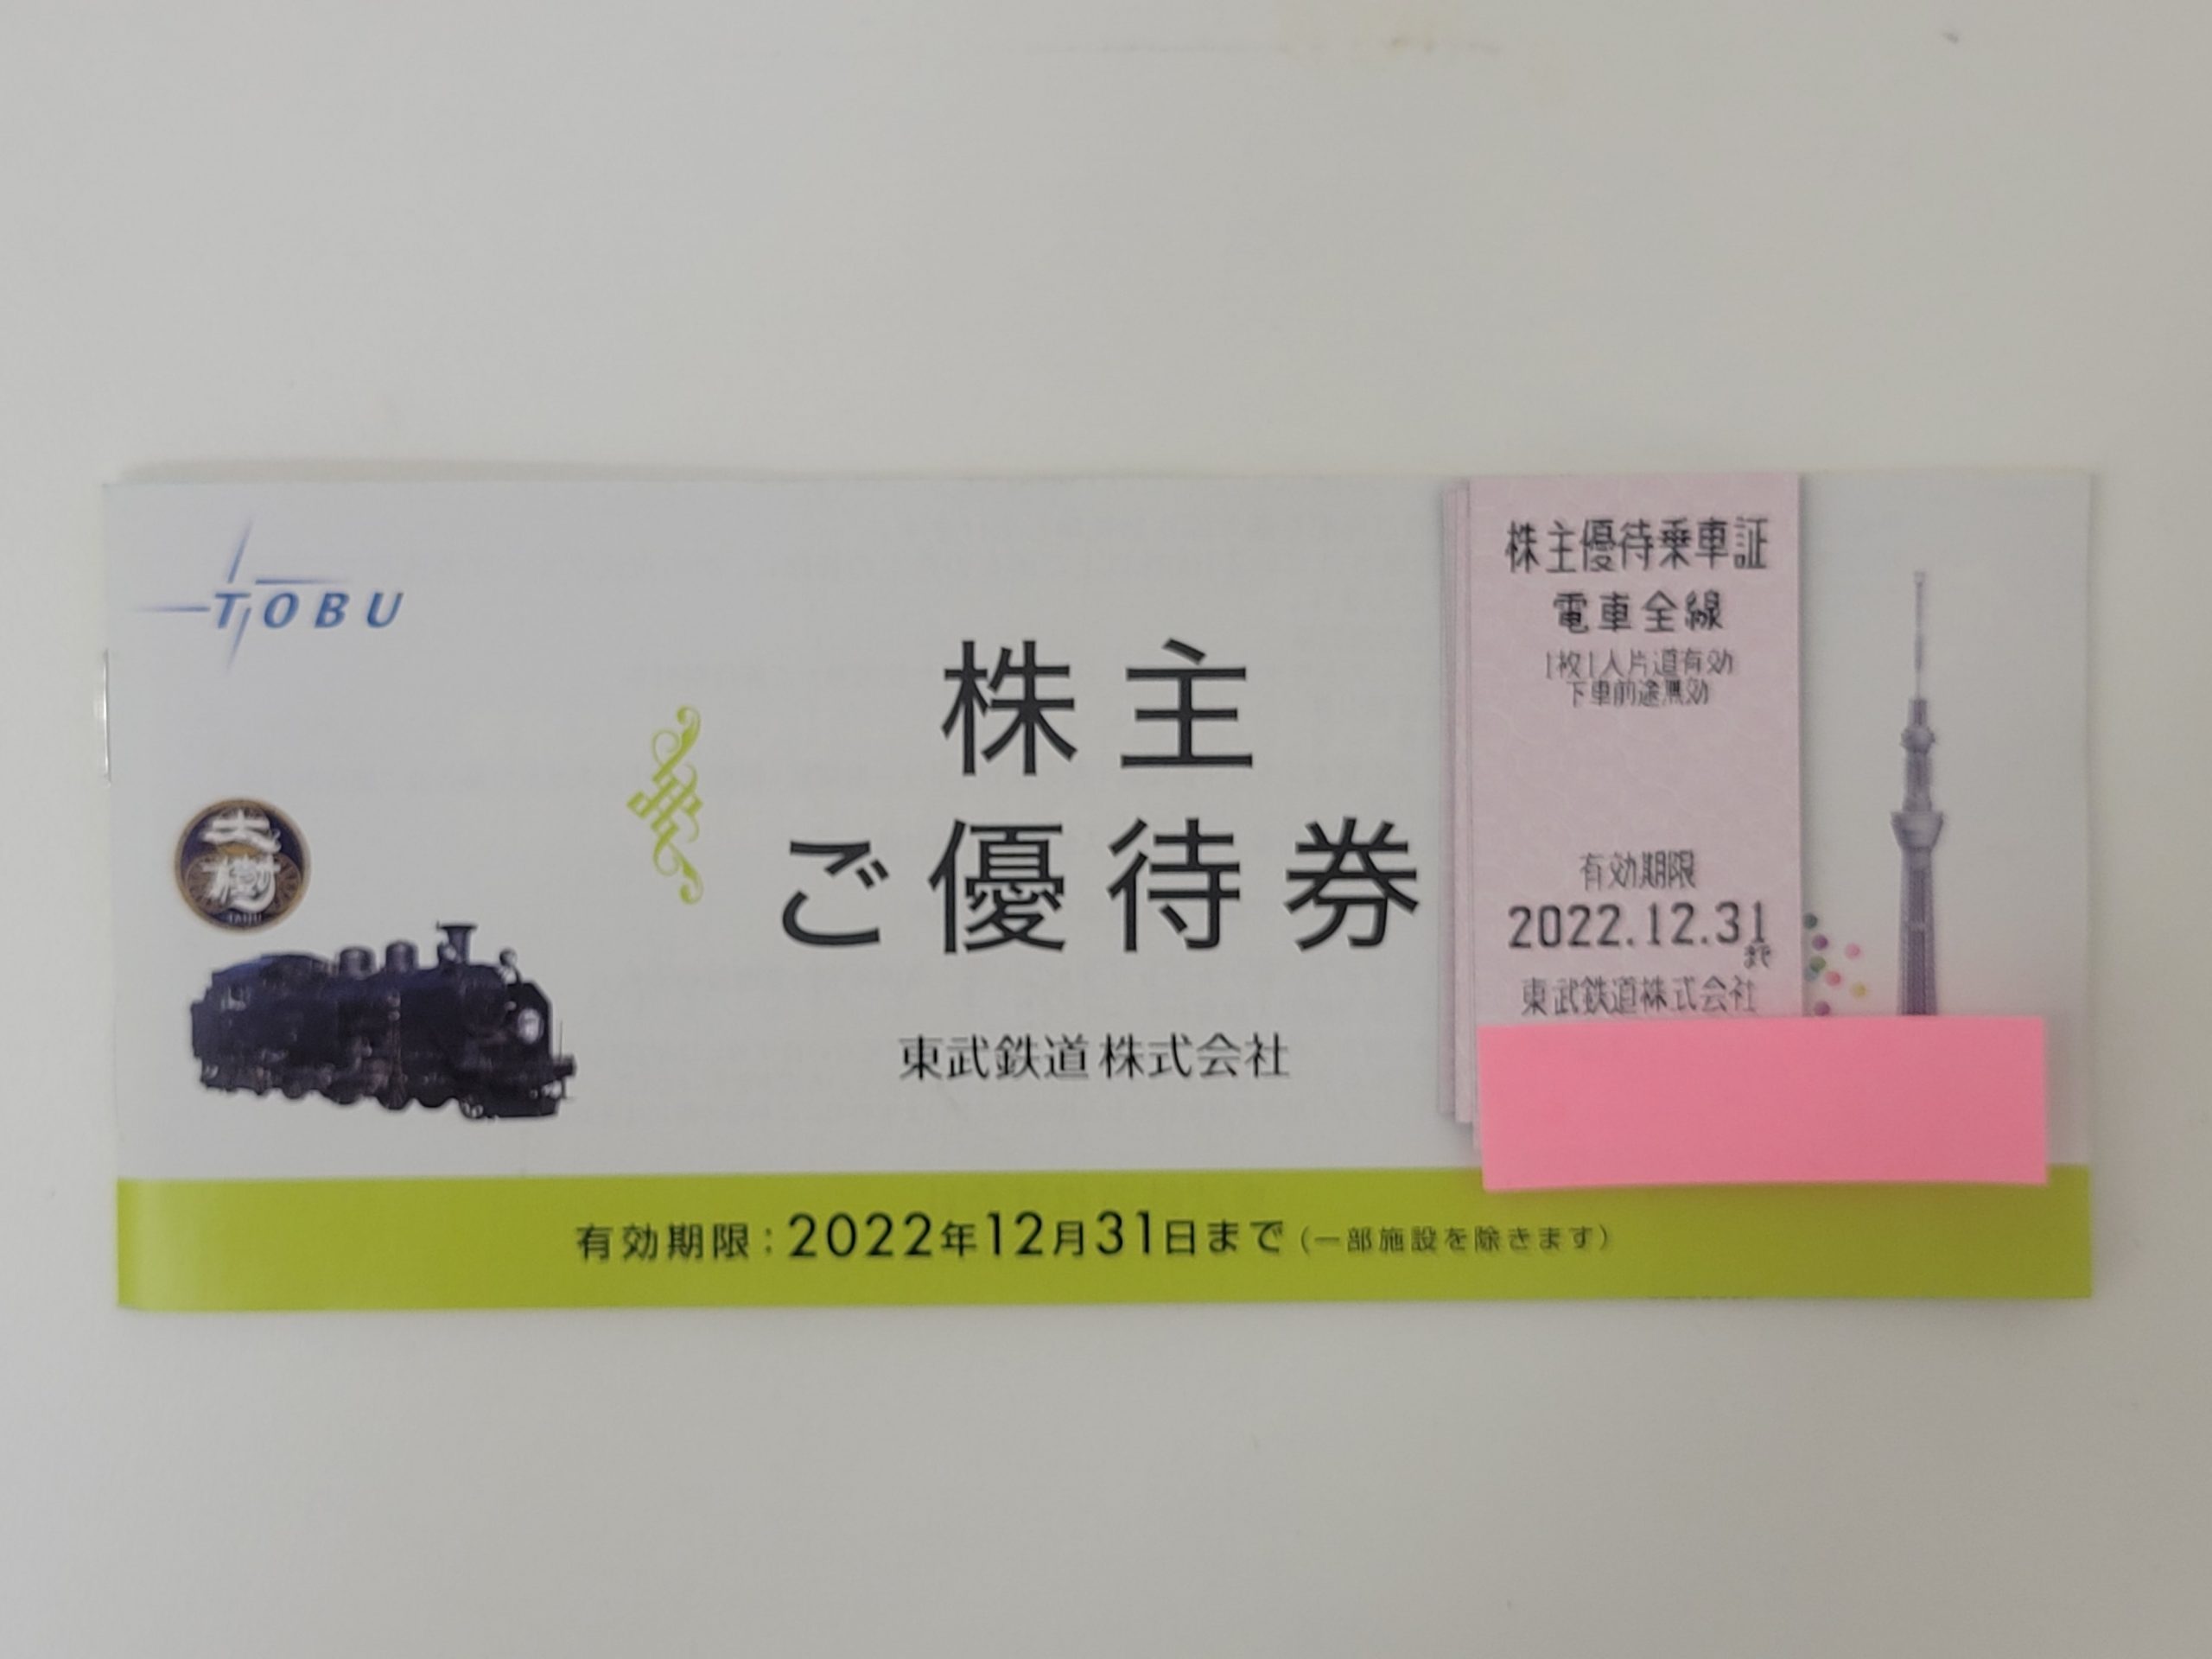 TOBU
大樹
株主
ご優待券
東武鉄道株式会社
有効期限：2022年12月31日まで（一部施設を除きます）
株主優待乗車証
電車全線
1枚1人片道有効
下車前途無効
有効期限
2022.12.31
まで
東武鉄道株式会社